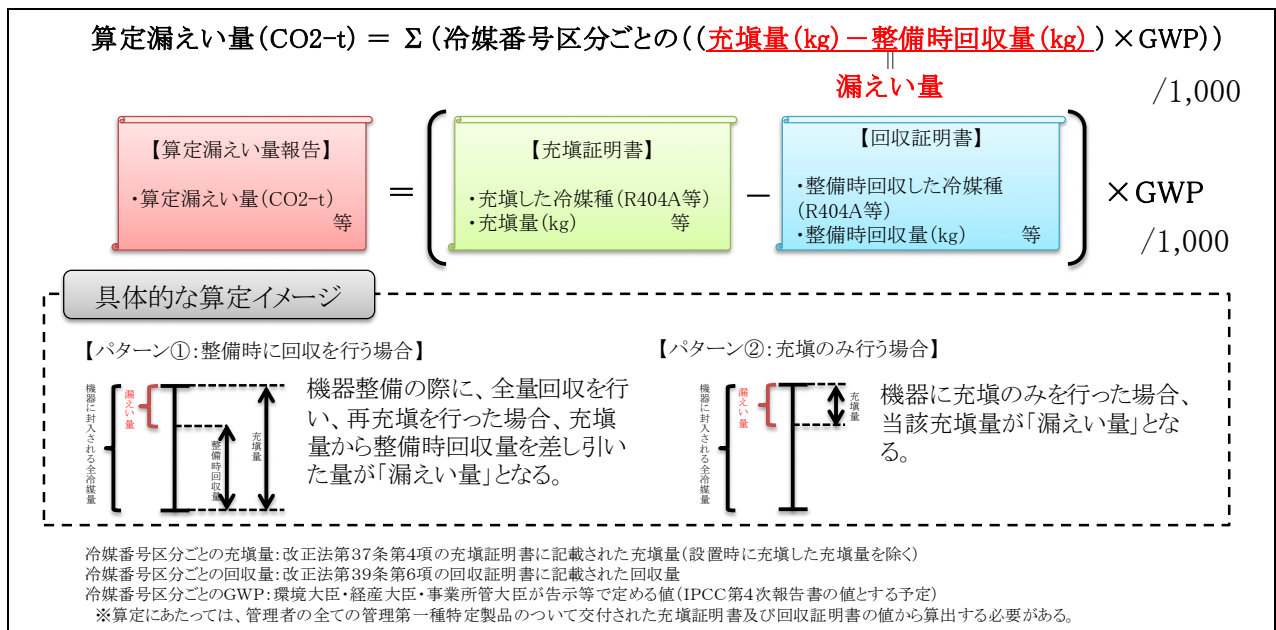 算定漏えい量(CO2-t) = Σ(冷媒番号区分ごとの((充塡量(kg)-整備時回収量(kg))×GWP))
=
漏えい量
/1,000
【算定漏えい量報告】
・算定漏えい量(CO2-t)
等
=
【充塡証明書】
・充塡した冷媒種(R404A等)
・充塡量(kg) 等
-
【回収証明書】
・整備時回収した冷媒種
(R404A等)
・整備時回収量(kg) 等
×GWP
/1,000
具体的な算定イメージ
【パターン①:整備時に回収を行う場合】
機器に封入される全冷媒量
漏えい量
整備時回収量
充塡量
機器整備の際に、全量回収を行
い、再充塡を行った場合、充塡
量から整備時回収量を差し引い
た量が「漏えい量」となる。
【パターン②:充塡のみ行う場合】
機器に封入される全冷媒量
漏えい量
充塡量
機器に充塡のみを行った場合、
当該充塡量が「漏えい量」とな
る。
冷媒番号区分ごとの充塡量:改正法第37条第4項の充塡証明書に記載された充塡量(設置時に充塡した充塡量を除く)
冷媒番号区分ごとの回収量:改正法第39条第6項の回収証明書に記載された回収量
冷媒番号区分ごとのGWP:環境大臣・経産大臣・事業所管大臣が告示等で定める値(IPCC第4次報告書の値とする予定)
※算定にあたっては、管理者の全ての管理第一種特定製品のついて交付された充塡証明書及び回収証明書の値から算出する必要がある。